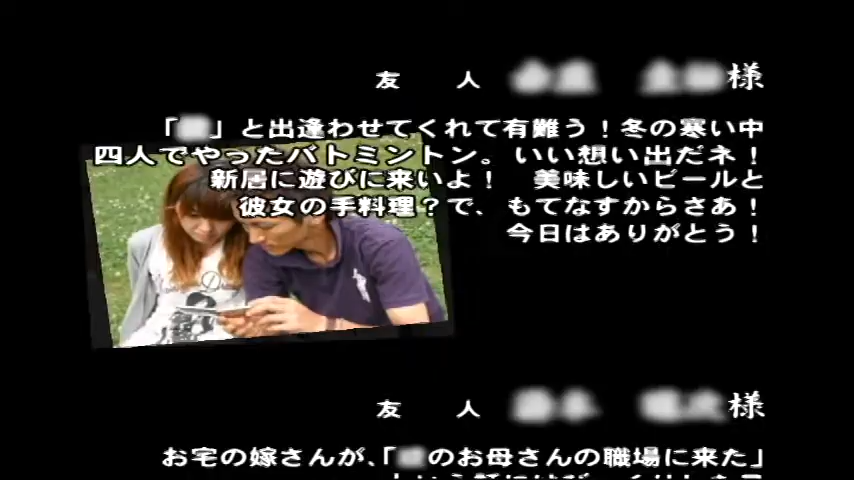 友人 様
「 」と出逢わせてくれて有難う!冬の寒い中
四人でやったバトミントン。いい想い出だネ!
新居に遊びに来いよ! 美味しいビールと
彼女の手料理?で、もてなすからさあ!
今日はありがとう!
友人 様
お宅の嫁さんが、「 のお母さんの職場に来た」